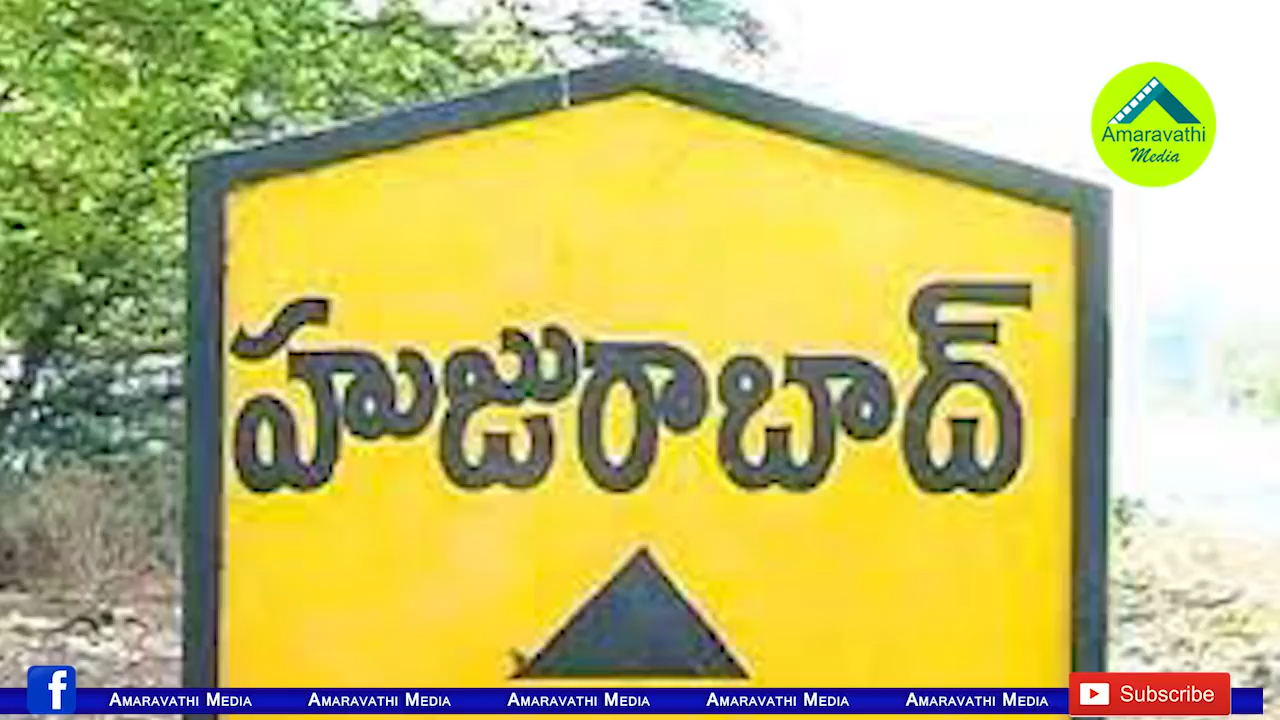 Amaravathi
Media
హుజురాబాద్
f
AMARAVATHI MEDIA AMARAVATHI MEDIA AMARAVATHI MEDIA AMARAVATHI MEDIA AMARAVATHI MEDIA
Subscribe